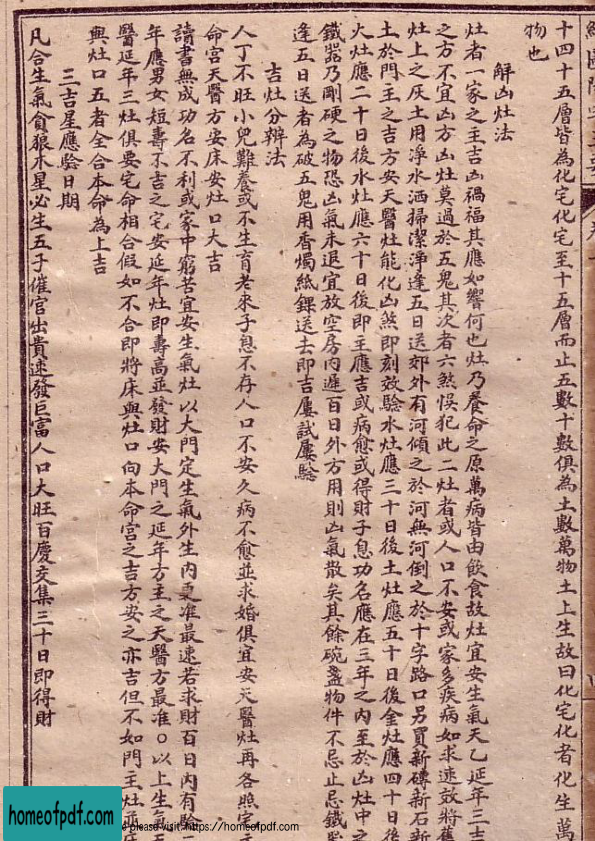 十四十五層皆為化宅化宅至十五層而止五數十數俱為土數萬物土上生故曰化宅化者化生萬
物也
解凶灶法
灶者一家之主吉凶禍福其應如響何也灶乃養命之原萬病皆由飲食故灶宜安生氣天乙延年三吉
之方不宜凶方凶灶莫過於五鬼其次者六煞悮犯此二灶者或人口不安或家多疾病如求速效將舊
灶上之灰土用淨水洒掃潔淨逢五日送郊外有河傾之於河無河倒之於十字路口另買新磚新石新
土於門主之吉方安天醫灶能化凶煞即刻效驗水灶應三十日後土灶應五十日後金灶應四十日後
火灶應二十日後水灶應六十日後即主應吉或病愈或得財子息功名應在三年之內至於凶灶中之
鐵器乃剛硬之物恐凶氣未退宜放空房內遲百日外方用則凶氣散矣其餘碗盞物件不忌止忌鐵
逢五日送者為破五鬼用香燭紙錁送去即吉屢試屢驗
吉灶分辨法
人丁不旺小兒難養或不生育老來子息不存人口不安久病不愈並求婚俱宜安天醫灶再各照宅
命宮天醫方安床安灶口大吉
讀書無成功名不利或家中窮苦宜安生氣灶以大門定生氣外生內更准最速若求財百日內有驗
年應男女短壽不吉之宅安延年灶即壽高並發財安大門之延年方主之天醫方最准○以上生氣天
醫延年三灶俱要宅命相合假如不合即將床與灶口向本命宮之吉方安之亦吉但不如門主灶並床
與灶口五者全合本命為上吉
三吉星應驗日期
凡合生氣貪狼木星必生五子催官出貴速發巨富人口大旺百慶交集三十日即得財
homeofpdf.com
please visit: https://homeofpdf.com